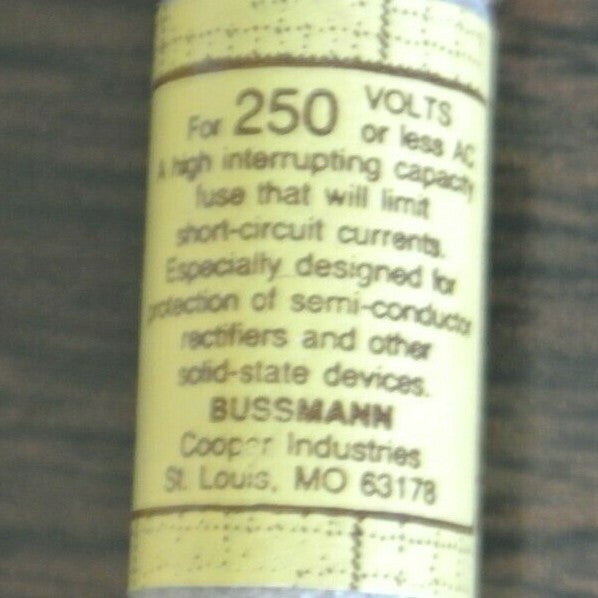 For 250 VOLTS
or less AC
A high interrupting capacity
fuse that will limit
short-circuit currents.
Especially designed for
protection of semi-conductor
rectifiers and other
solid-state devices.
BUSSMANN
Cooper Industries
St. Louis, MO 63178